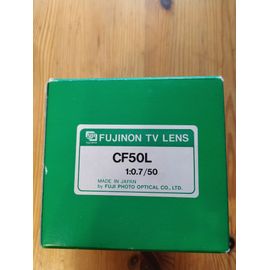 FUJINON TV LENS
CF50L
1:0.7/50
MADE IN JAPAN
by FUJI PHOTO OPTICAL CO., LTD.